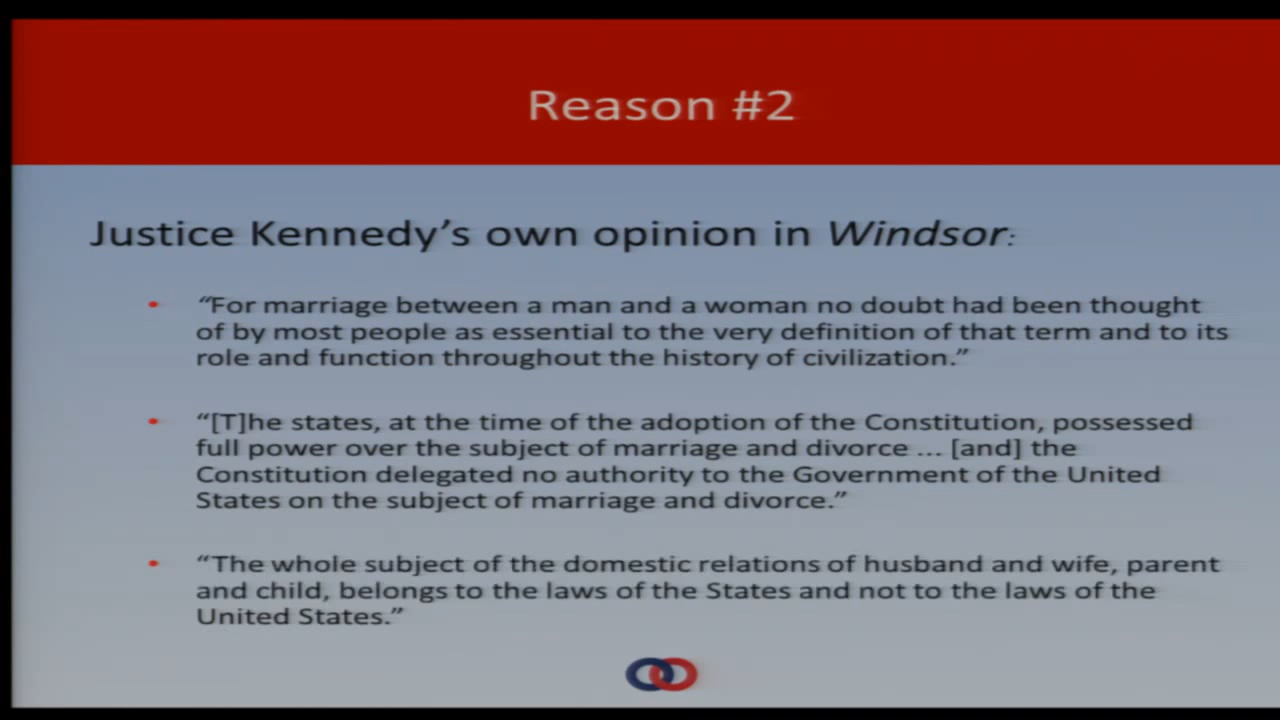 Reason #2
Justice Kennedy’s own opinion in Windsor:
• “For marriage between a man and a woman no doubt had been thought
of by most people as essential to the very definition of that term and to its
role and function throughout the history of civilization.”
• “[T]he states, at the time of the adoption of the Constitution, possessed
full power over the subject of marriage and divorce ... [and] the
Constitution delegated no authority to the Government of the United
States on the subject of marriage and divorce.”
• “The whole subject of the domestic relations of husband and wife, parent
and child, belongs to the laws of the States and not to the laws of the
United States.”